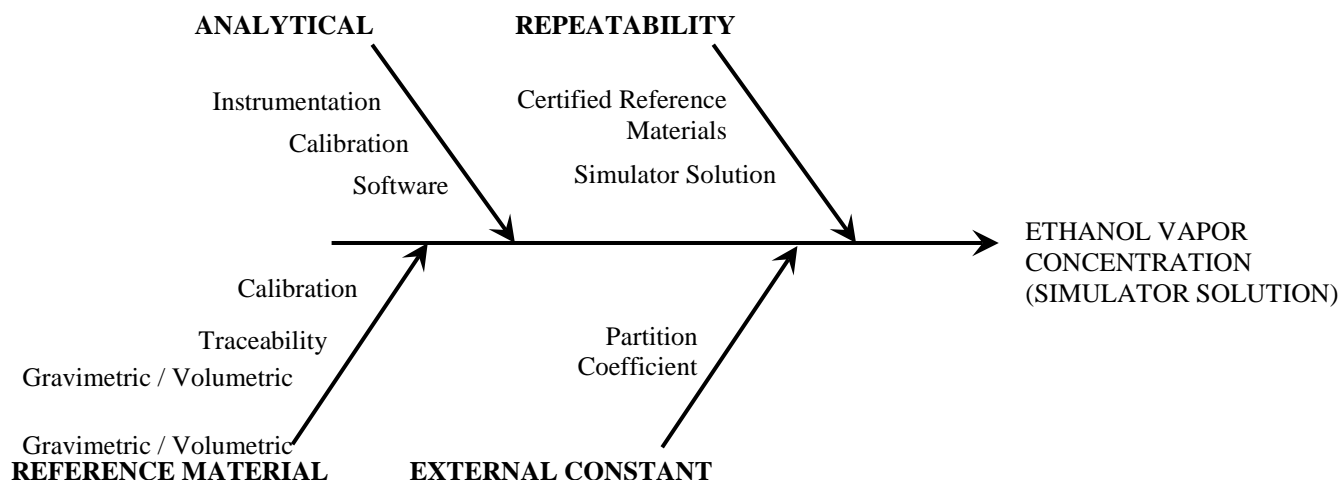 ANALYTICAL
REPEATABILITY
Instrumentation
Calibration
Software
Certified Reference
Materials
Simulator Solution
ETHANOL VAPOR
CONCENTRATION
(SIMULATOR SOLUTION)
Calibration
Traceability
Gravimetric / Volumetric
Gravimetric / Volumetric
REFERENCE MATERIAL
Partition
Coefficient
EXTERNAL CONSTANT